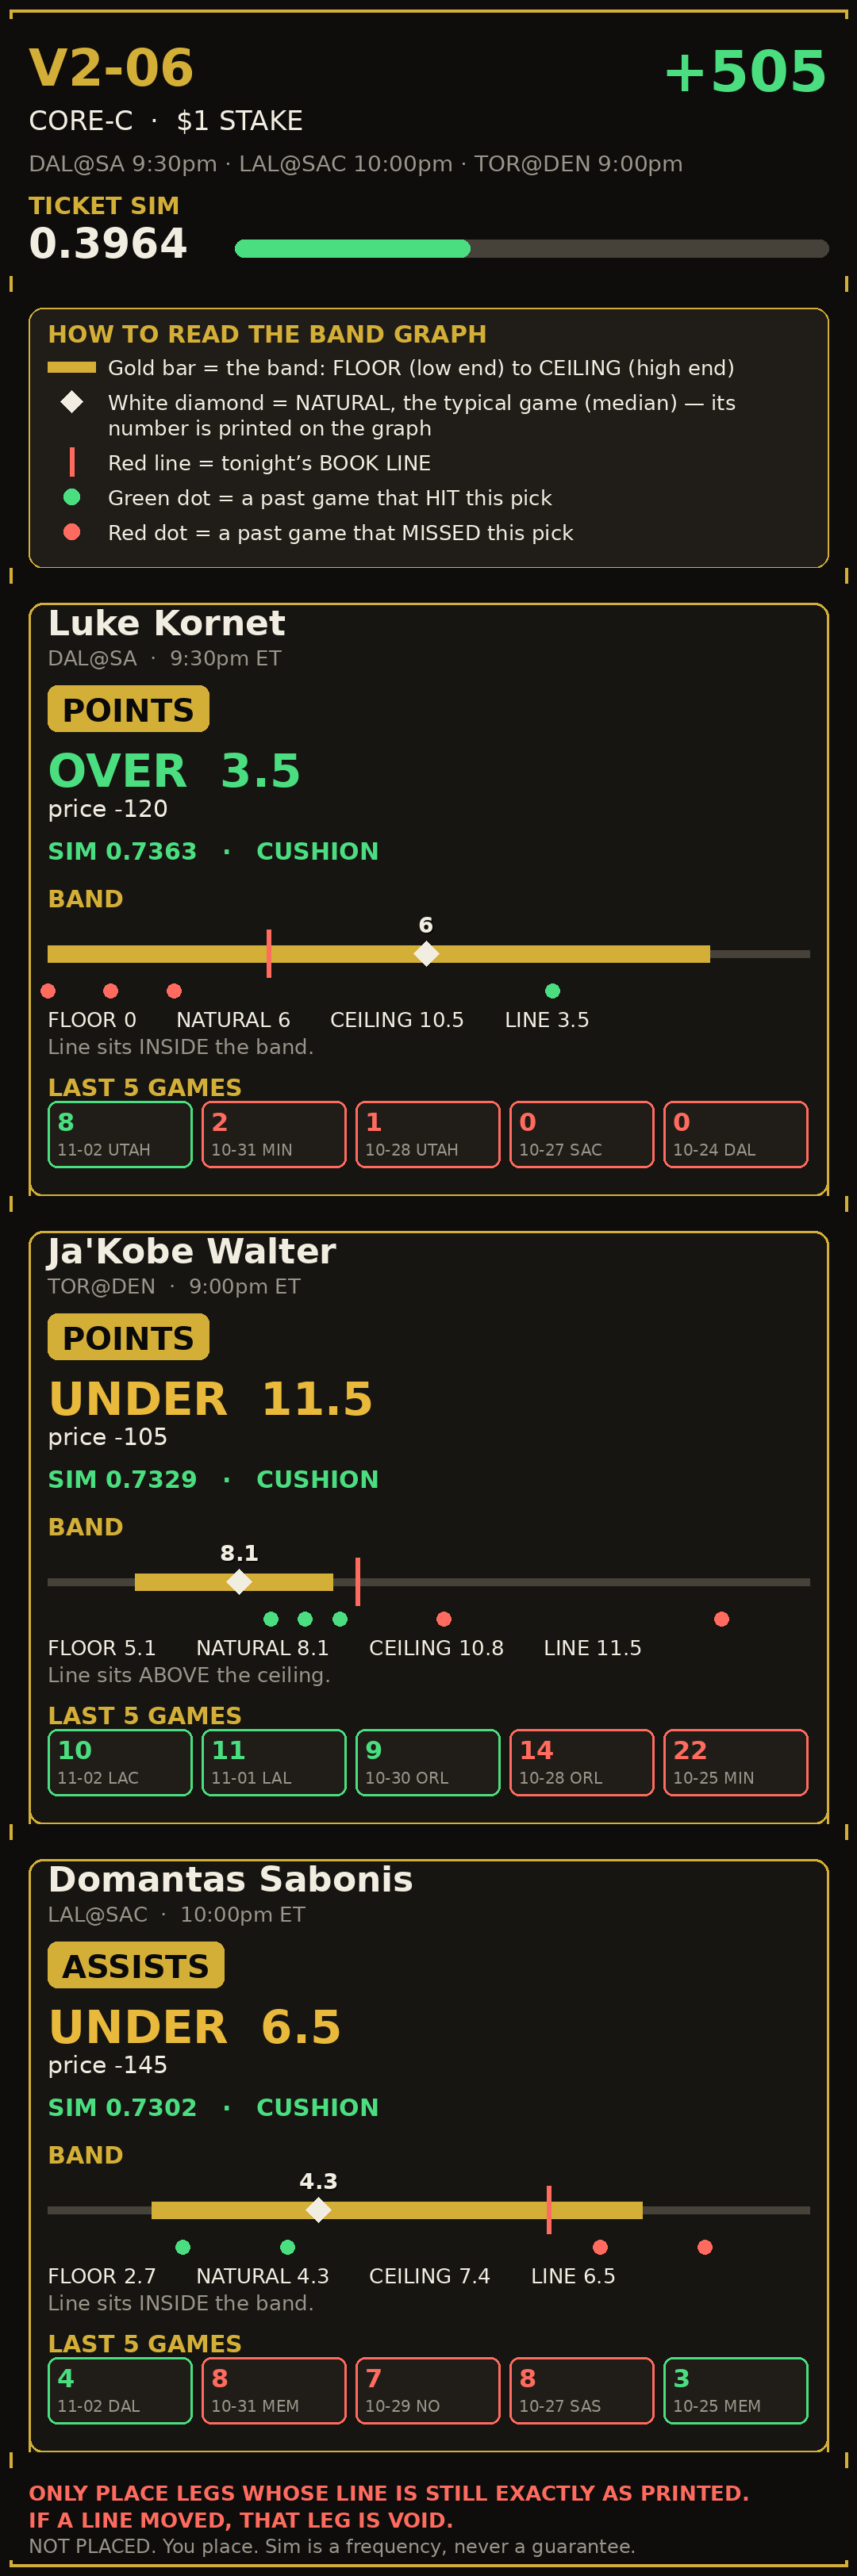 V2-06
+505
CORE-C · $1 STAKE
DAL@SA 9:30pm · LAL@SAC 10:00pm · TOR@DEN 9:00pm
TICKET SIM
0.3964
HOW TO READ THE BAND GRAPH
Gold bar = the band: FLOOR (low end) to CEILING (high end)
White diamond = NATURAL, the typical game (median) — its
number is printed on the graph
Red line = tonight’s BOOK LINE
Green dot = a past game that HIT this pick
Red dot = a past game that MISSED this pick
Luke Kornet
DAL@SA · 9:30pm ET
POINTS
OVER 3.5
price -120
SIM 0.7363 · CUSHION
BAND
6
FLOOR 0 NATURAL 6 CEILING 10.5 LINE 3.5
Line sits INSIDE the band.
LAST 5 GAMES
8 2 1 0 0
11-02 UTAH 10-31 MIN 10-28 UTAH 10-27 SAC 10-24 DAL
Ja'Kobe Walter
TOR@DEN · 9:00pm ET
POINTS
UNDER 11.5
price -105
SIM 0.7329 · CUSHION
BAND
8.1
FLOOR 5.1 NATURAL 8.1 CEILING 10.8 LINE 11.5
Line sits ABOVE the ceiling.
LAST 5 GAMES
10 11 9 14 22
11-02 LAC 11-01 LAL 10-30 ORL 10-28 ORL 10-25 MIN
Domantas Sabonis
LAL@SAC · 10:00pm ET
ASSISTS
UNDER 6.5
price -145
SIM 0.7302 · CUSHION
BAND
4.3
FLOOR 2.7 NATURAL 4.3 CEILING 7.4 LINE 6.5
Line sits INSIDE the band.
LAST 5 GAMES
4 8 7 8 3
11-02 DAL 10-31 MEM 10-29 NO 10-27 SAS 10-25 MEM
ONLY PLACE LEGS WHOSE LINE IS STILL EXACTLY AS PRINTED.
IF A LINE MOVED, THAT LEG IS VOID.
NOT PLACED. You place. Sim is a frequency, never a guarantee.